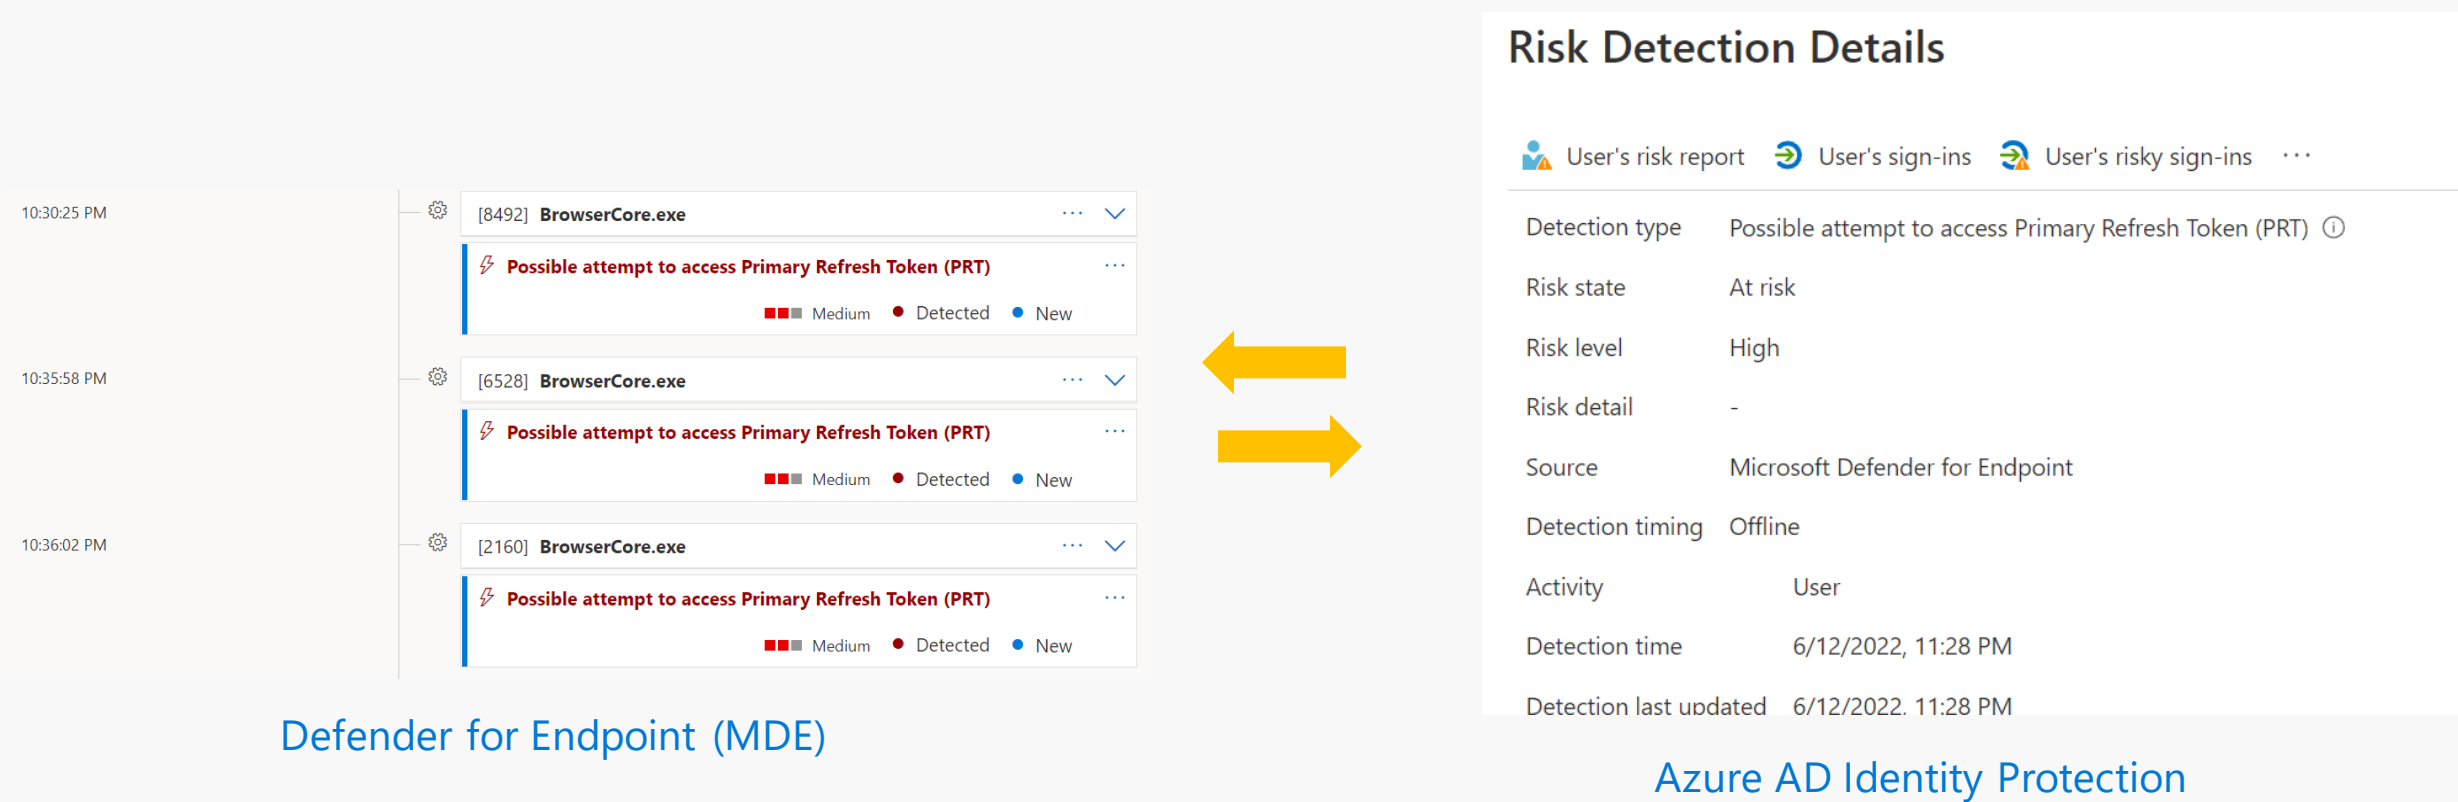 10:30:25 PM
[8492] BrowserCore.exe
Possible attempt to access Primary Refresh Token (PRT)
Medium Detected New
10:35:58 PM
[6528] BrowserCore.exe
Possible attempt to access Primary Refresh Token (PRT)
Medium Detected New
10:36:02 PM
[2160] BrowserCore.exe
Possible attempt to access Primary Refresh Token (PRT)
Medium Detected New
Defender for Endpoint (MDE)
Risk Detection Details
User's risk report User's sign-ins User's risky sign-ins ...
Detection type Possible attempt to access Primary Refresh Token (PRT)
Risk state At risk
Risk level High
Risk detail -
Source Microsoft Defender for Endpoint
Detection timing Offline
Activity User
Detection time 6/12/2022, 11:28 PM
Detection last updated 6/12/2022, 11:28 PM
Azure AD Identity Protection